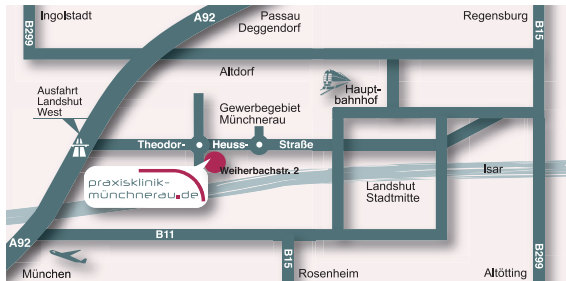 Ingolstadt
A92
Passau
Deggendorf
Regensburg
B299
B15
Altdorf
Ausfahrt
Landshut
West
Haupt-
bahnhof
Gewerbegebiet
Münchnerau
Theodor- Heuss- Straße
Weiherbachstr. 2
praxisklinik-
münchnerau.de
Isar
Landshut
Stadtmitte
A92
B11
München
B15
Rosenheim
Altötting
B299